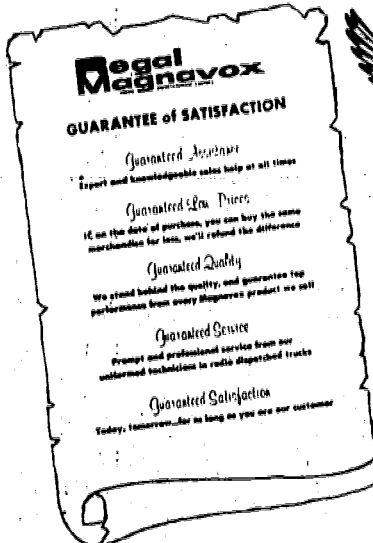 Regal
Magnavox
GUARANTEE of SATISFACTION
Guaranteed Assistance
Expert and knowledgeable sales help at all times
Guaranteed Low Prices
If, on the date of purchase, you can buy the same
merchandise for less, we'll refund the difference
Guaranteed Quality
We stand behind the quality, and guarantee top
performance from every Magnavox product we sell
Guaranteed Service
Prompt and professional service from our
uniformed technicians in radio dispatched trucks
Guaranteed Satisfaction
Today, tomorrow...for as long as you are our customer